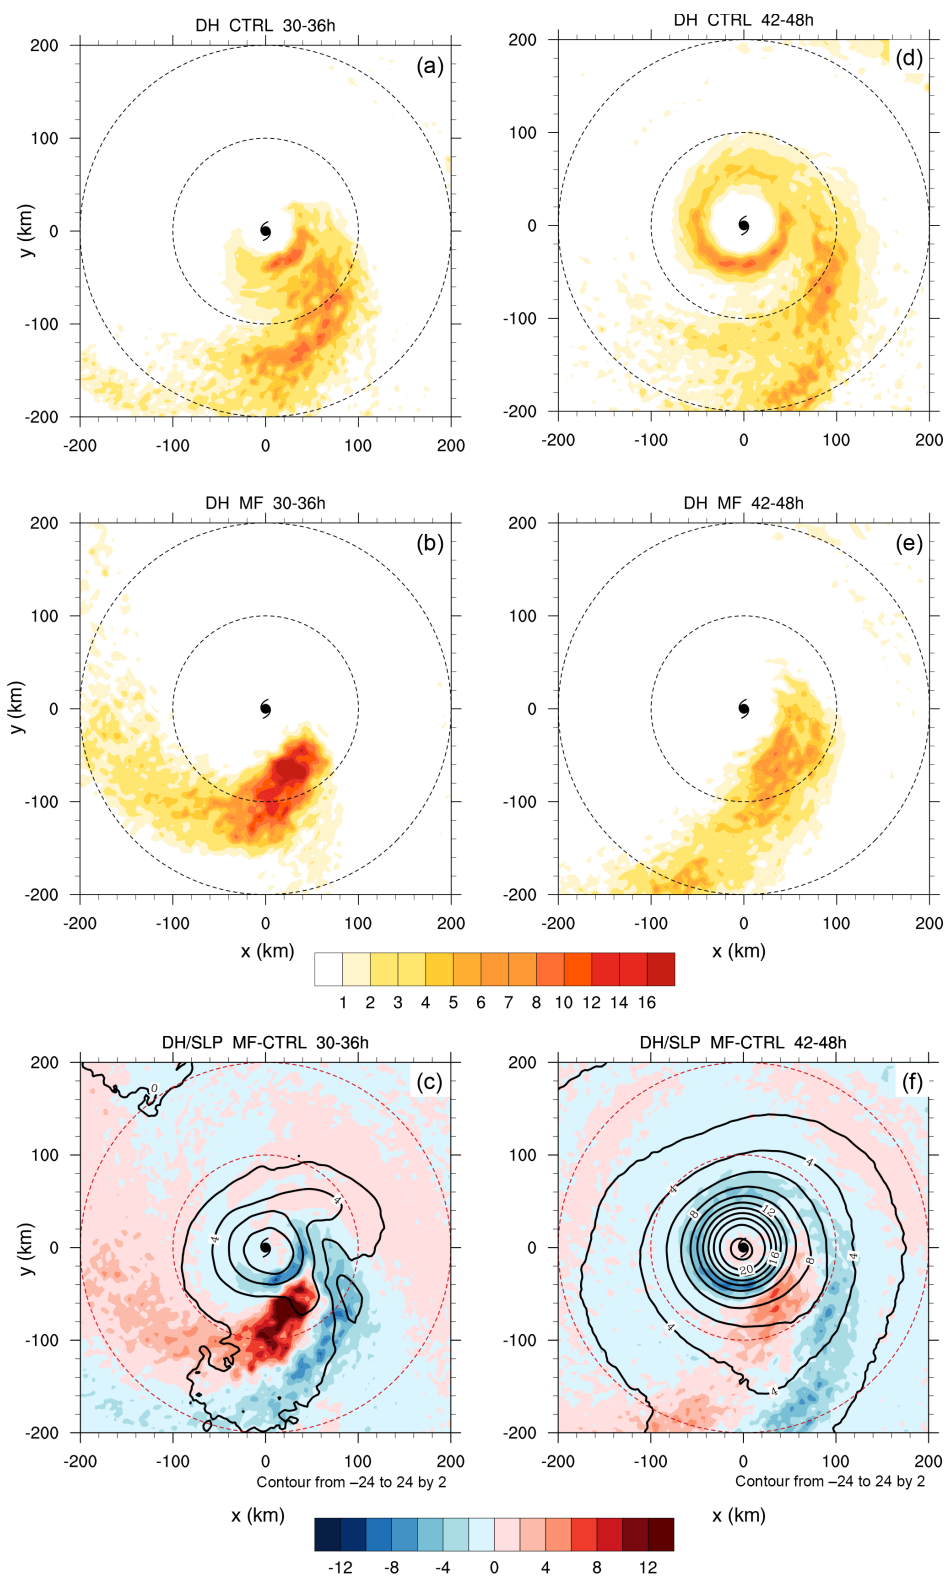 DH CTRL 30-36h
DH CTRL 42-48h
(a)
(d)
200
100
0
-100
-200
y (km)
-200 -100 0 100 200
200
100
0
-100
-200
-200 -100 0 100 200
DH MF 30-36h
DH MF 42-48h
(b)
(e)
200
100
0
-100
-200
y (km)
-200 -100 0 100 200
x (km)
200
100
0
-100
-200
-200 -100 0 100 200
x (km)
1 2 3 4 5 6 7 8 10 12 14 16
DH/SLP MF-CTRL 30-36h
DH/SLP MF-CTRL 42-48h
(c)
(f)
200
100
0
-100
-200
y (km)
0
4
4
-200 -100 0 100 200
Contour from –24 to 24 by 2
x (km)
200
100
0
-100
-200
4
4
8
12
16
20
8
4
4
4
-200 -100 0 100 200
Contour from –24 to 24 by 2
x (km)
-12 -8 -4 0 4 8 12